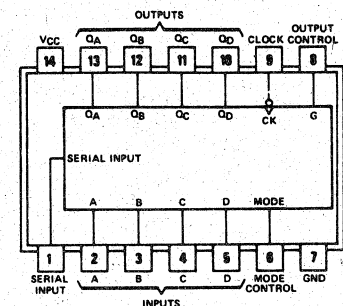 OUTPUTS
VCC QA QB QC QD CLOCK OUTPUT CONTROL
14 13 12 11 10 9 8
QA QB QC QD CK G
SERIAL INPUT
A B C D MODE
1 2 3 4 5 6 7
SERIAL INPUT A B C D MODE CONTROL GND
INPUTS